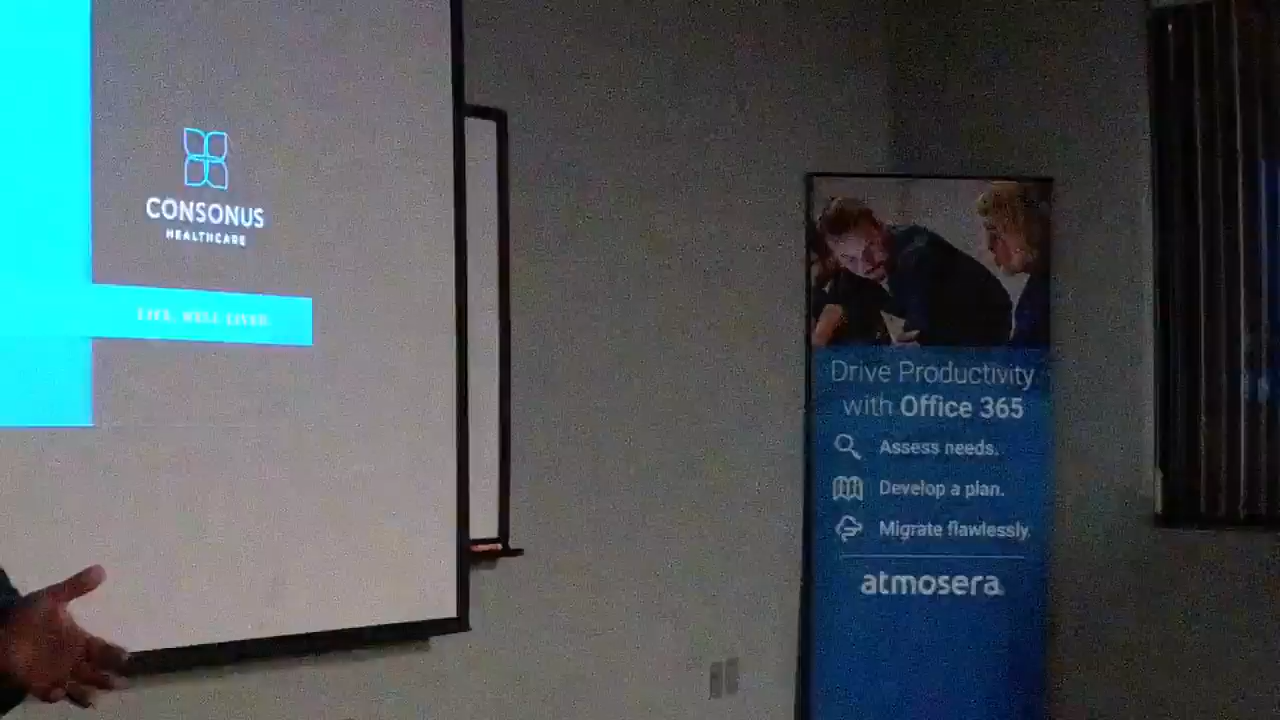 CONSONUS
HEALTHCARE
LIFE. WELL LIVED.
Drive Productivity
with Office 365
Assess needs.
Develop a plan.
Migrate flawlessly.
atmosera